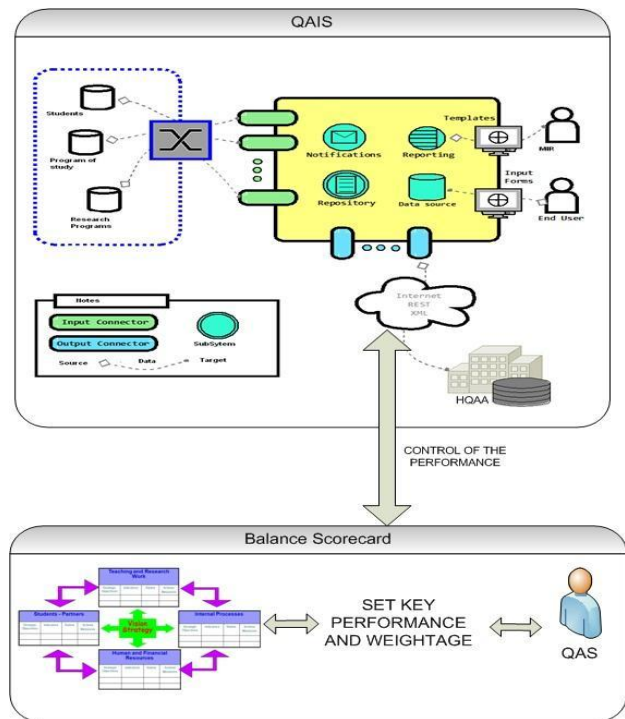 QAIS
Students
Program of
study
Research
Programs
Notifications
Reporting
Repository
Data source
Templates
MIR
Input
Forms
End User
Internet
REST
XML
HQAA
Notes
Input Connector
Output Connector
SubSytem
Source
Data
Target
CONTROL OF THE
PERFORMANCE
Balance Scorecard
Teaching and Research
Work
Students - Partners
Vision
Strategy
Internal Processes
Human and Financial
Resources
SET KEY
PERFORMANCE
AND WEIGHTAGE
QAS